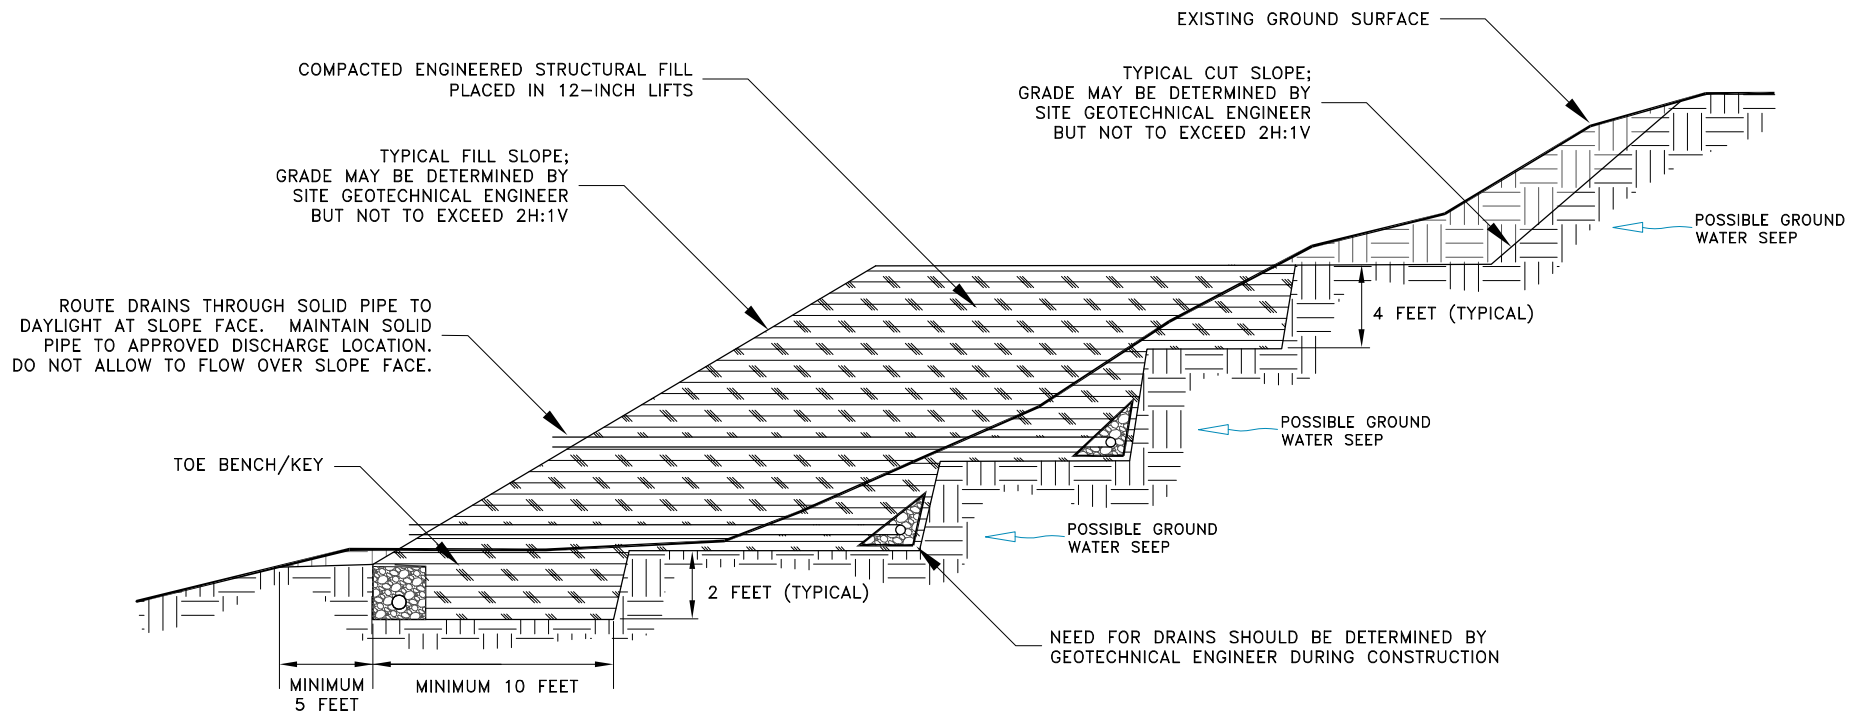 EXISTING GROUND SURFACE
COMPACTED ENGINEERED STRUCTURAL FILL
PLACED IN 12-INCH LIFTS
TYPICAL CUT SLOPE;
GRADE MAY BE DETERMINED BY
SITE GEOTECHNICAL ENGINEER
BUT NOT TO EXCEED 2H:1V
TYPICAL FILL SLOPE;
GRADE MAY BE DETERMINED BY
SITE GEOTECHNICAL ENGINEER
BUT NOT TO EXCEED 2H:1V
POSSIBLE GROUND
WATER SEEP
ROUTE DRAINS THROUGH SOLID PIPE TO
DAYLIGHT AT SLOPE FACE. MAINTAIN SOLID
PIPE TO APPROVED DISCHARGE LOCATION.
DO NOT ALLOW TO FLOW OVER SLOPE FACE.
4 FEET (TYPICAL)
POSSIBLE GROUND
WATER SEEP
TOE BENCH/KEY
POSSIBLE GROUND
WATER SEEP
2 FEET (TYPICAL)
NEED FOR DRAINS SHOULD BE DETERMINED BY
GEOTECHNICAL ENGINEER DURING CONSTRUCTION
MINIMUM
5 FEET
MINIMUM 10 FEET